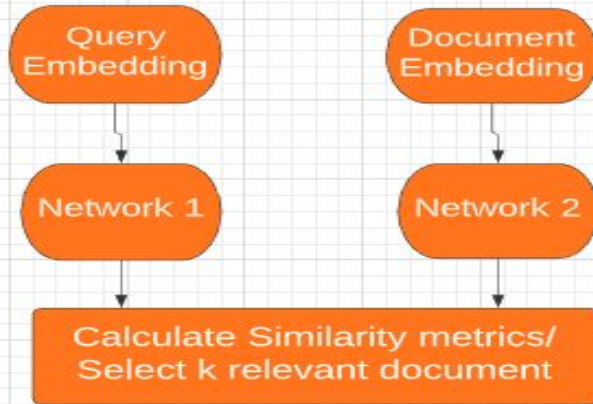 Query
Embedding
Document
Embedding
Network 1
Network 2
Calculate Similarity metrics/
Select k relevant document